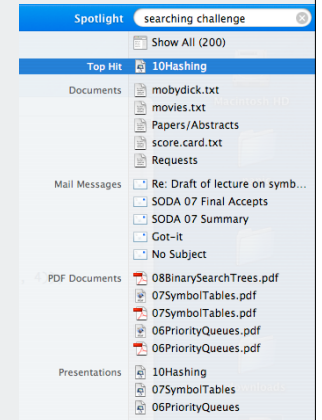 Spotlight searching challenge
Show All (200)
Top Hit 10Hashing
Documents mobydick.txt
movies.txt
Papers/Abstracts
score.card.txt
Requests
Mail Messages Re: Draft of lecture on symb...
SODA 07 Final Accepts
SODA 07 Summary
Got-it
No Subject
PDF Documents 08BinarySearchTrees.pdf
07SymbolTables.pdf
07SymbolTables.pdf
06PriorityQueues.pdf
06PriorityQueues.pdf
Presentations 10Hashing
07SymbolTables
06PriorityQueues